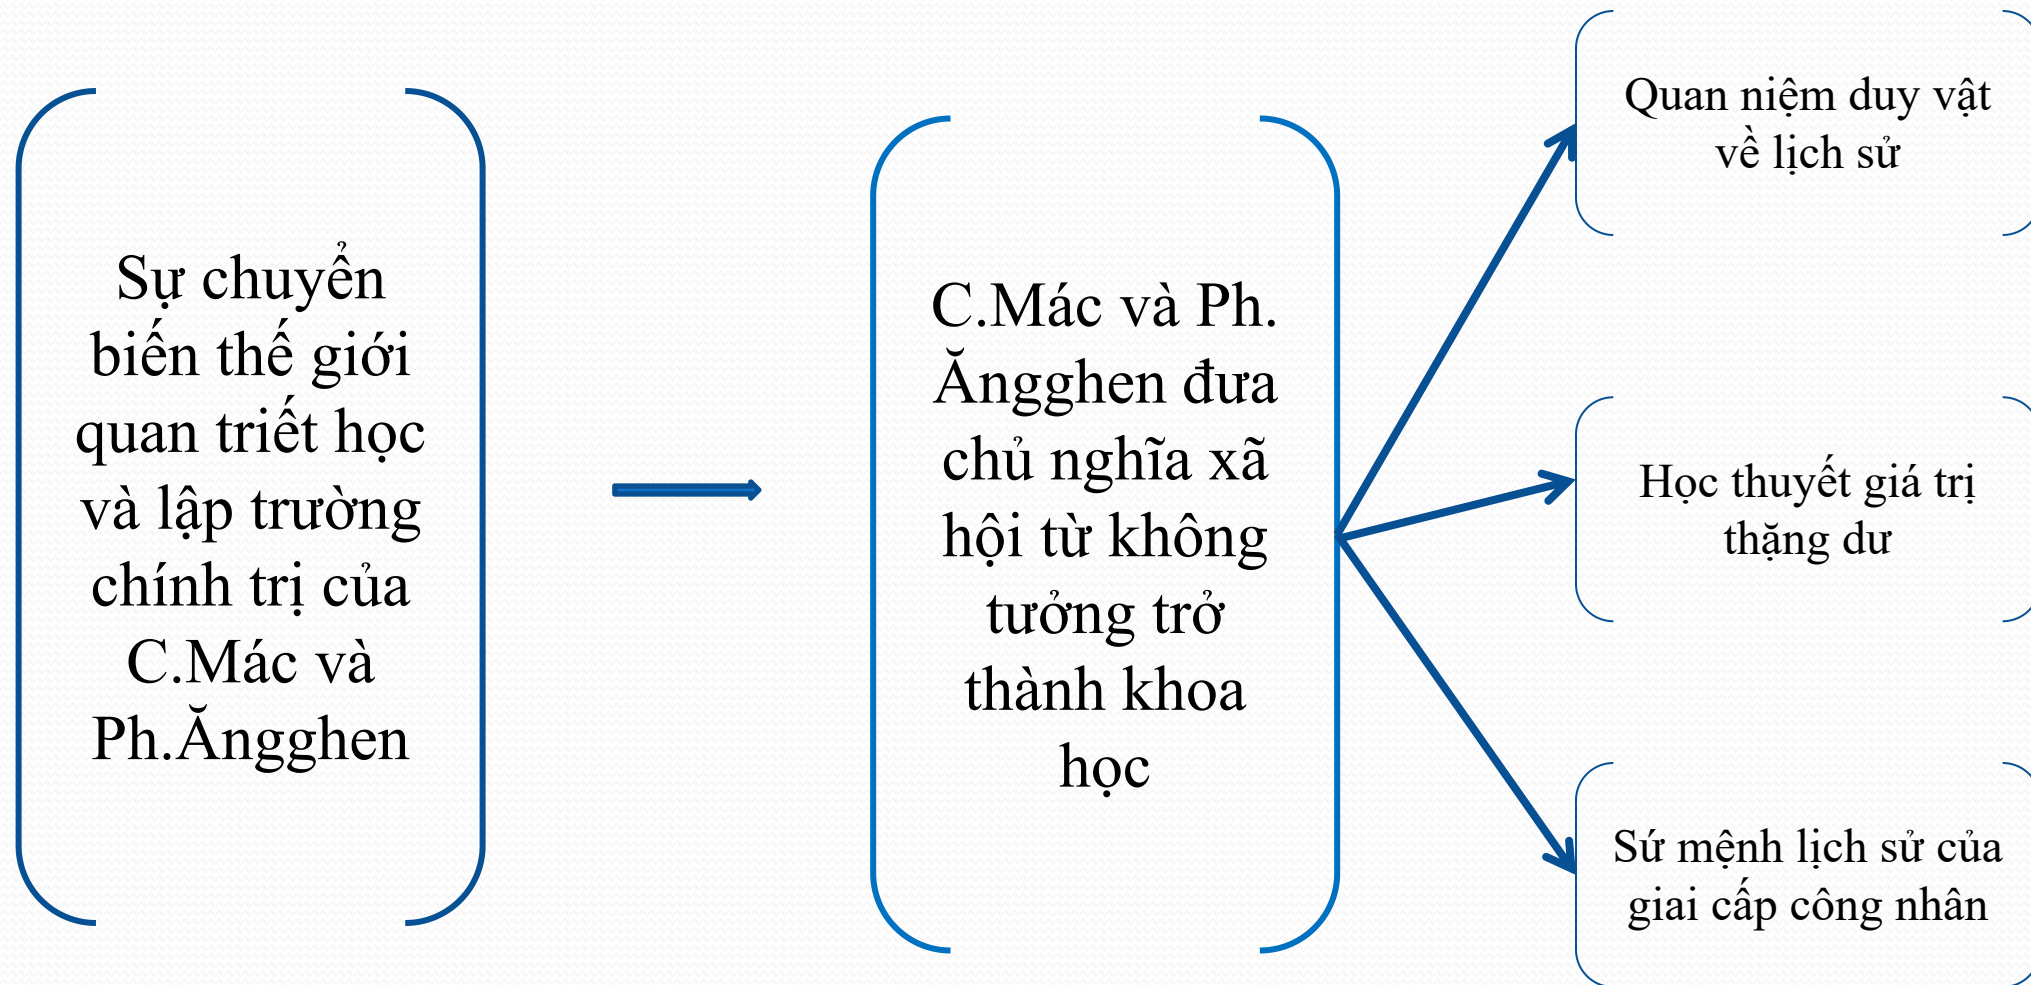 Sự chuyển
biến thế giới
quan triết học
và lập trường
chính trị của
C.Mác và
Ph.Ăngghen
C.Mác và Ph.
Ăngghen đưa
chủ nghĩa xã
hội từ không
tưởng trở
thành khoa
học
Quan niệm duy vật
về lịch sử
Học thuyết giá trị
thặng dư
Sứ mệnh lịch sử của
giai cấp công nhân